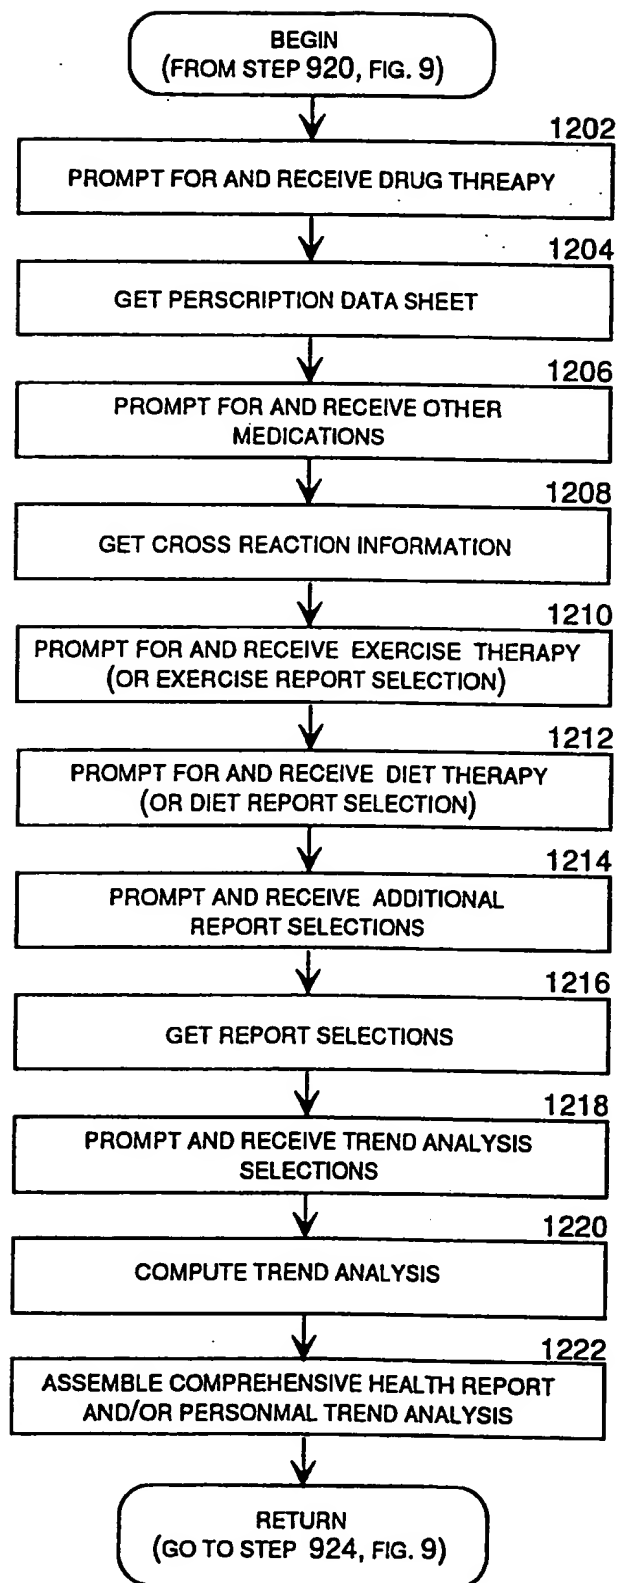 BEGIN
(FROM STEP 920, FIG. 9)
1202
PROMPT FOR AND RECEIVE DRUG THREAPY
1204
GET PERSCRIPTION DATA SHEET
1206
PROMPT FOR AND RECEIVE OTHER
MEDICATIONS
1208
GET CROSS REACTION INFORMATION
1210
PROMPT FOR AND RECEIVE EXERCISE THERAPY
(OR EXERCISE REPORT SELECTION)
1212
PROMPT FOR AND RECEIVE DIET THERAPY
(OR DIET REPORT SELECTION)
1214
PROMPT AND RECEIVE ADDITIONAL
REPORT SELECTIONS
1216
GET REPORT SELECTIONS
1218
PROMPT AND RECEIVE TREND ANALYSIS
SELECTIONS
1220
COMPUTE TREND ANALYSIS
1222
ASSEMBLE COMPREHENSIVE HEALTH REPORT
AND/OR PERSONMAL TREND ANALYSIS
RETURN
(GO TO STEP 924, FIG. 9)